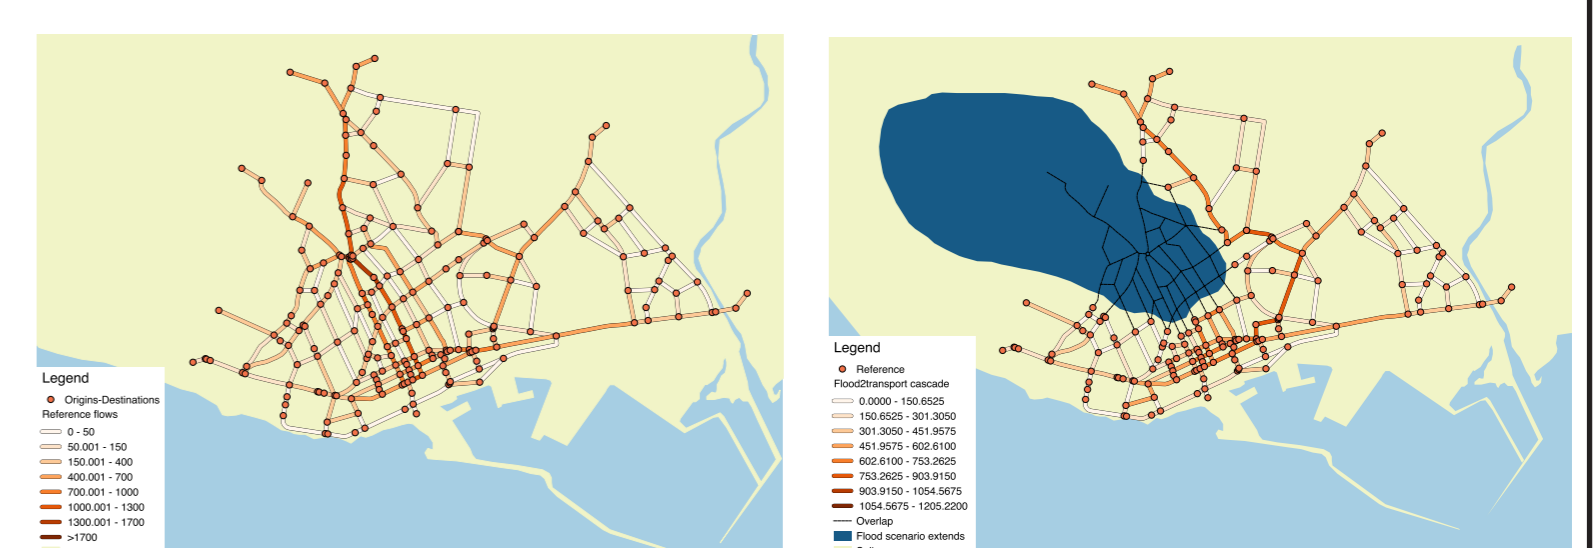 Legend
Origins-Destinations
Reference flows
0 - 50
50.001 - 150
150.001 - 400
400.001 - 700
700.001 - 1000
1000.001 - 1300
1300.001 - 1700
>1700
Legend
Reference
Flood2transport cascade
0.0000 - 150.6525
150.6525 - 301.3050
301.3050 - 451.9575
451.9575 - 602.6100
602.6100 - 753.2625
753.2625 - 903.9150
903.9150 - 1054.5675
1054.5675 - 1205.2200
Overlap
Flood scenario extends